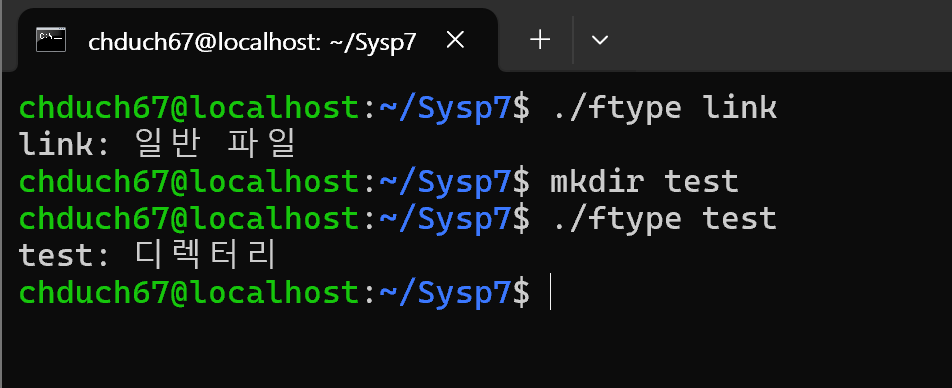 chduch67@localhost: ~/Sysp7
chduch67@localhost:~/Sysp7$ ./ftype link
link: 일반 파일
chduch67@localhost:~/Sysp7$ mkdir test
chduch67@localhost:~/Sysp7$ ./ftype test
test: 디렉터리
chduch67@localhost:~/Sysp7$